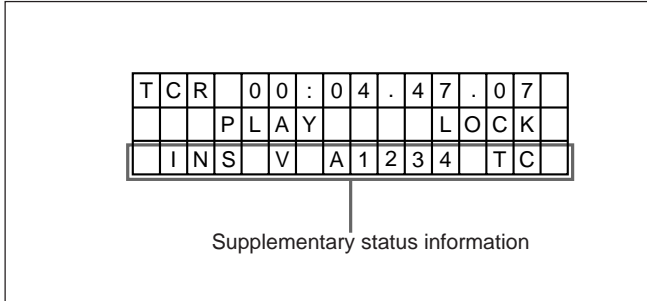 TCR 00:04.47.07
PLAY LOCK
INS V A1234 TC
Supplementary status information